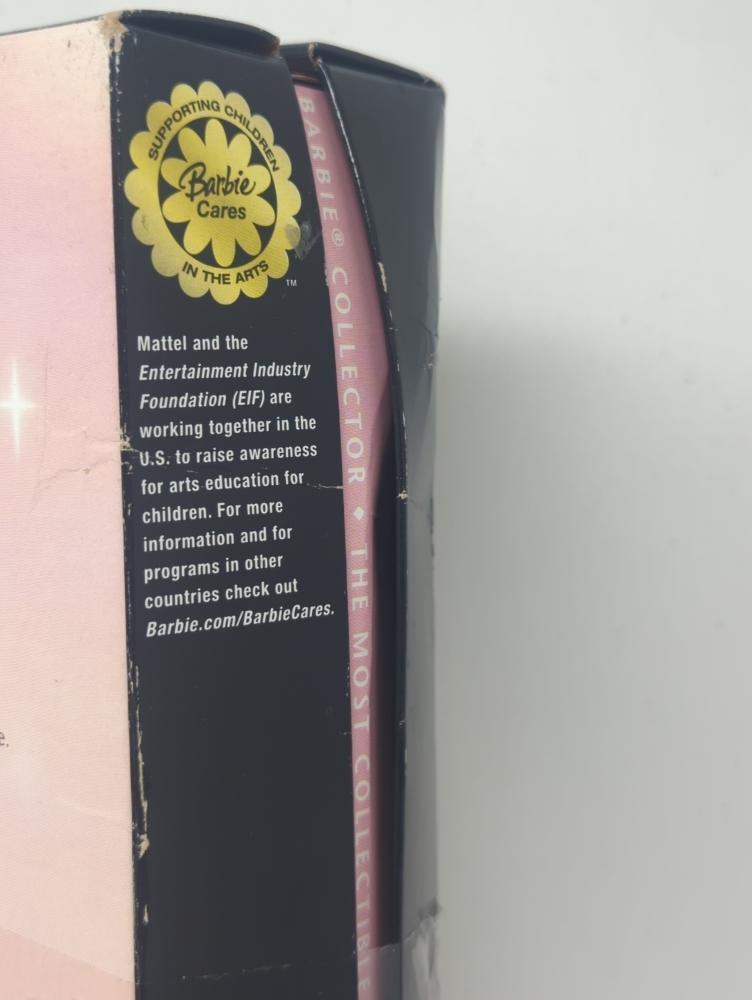 SUPPORTING CHILDREN
Barbie
Cares
IN THE ARTS
TM
Mattel and the
Entertainment Industry
Foundation (EIF) are
working together in the
U.S. to raise awareness
for arts education for
children. For more
information and for
programs in other
countries check out
Barbie.com/BarbieCares.
BARBIE® COLLECTOR ◆ THE MOST COLLECTIBLE
e.